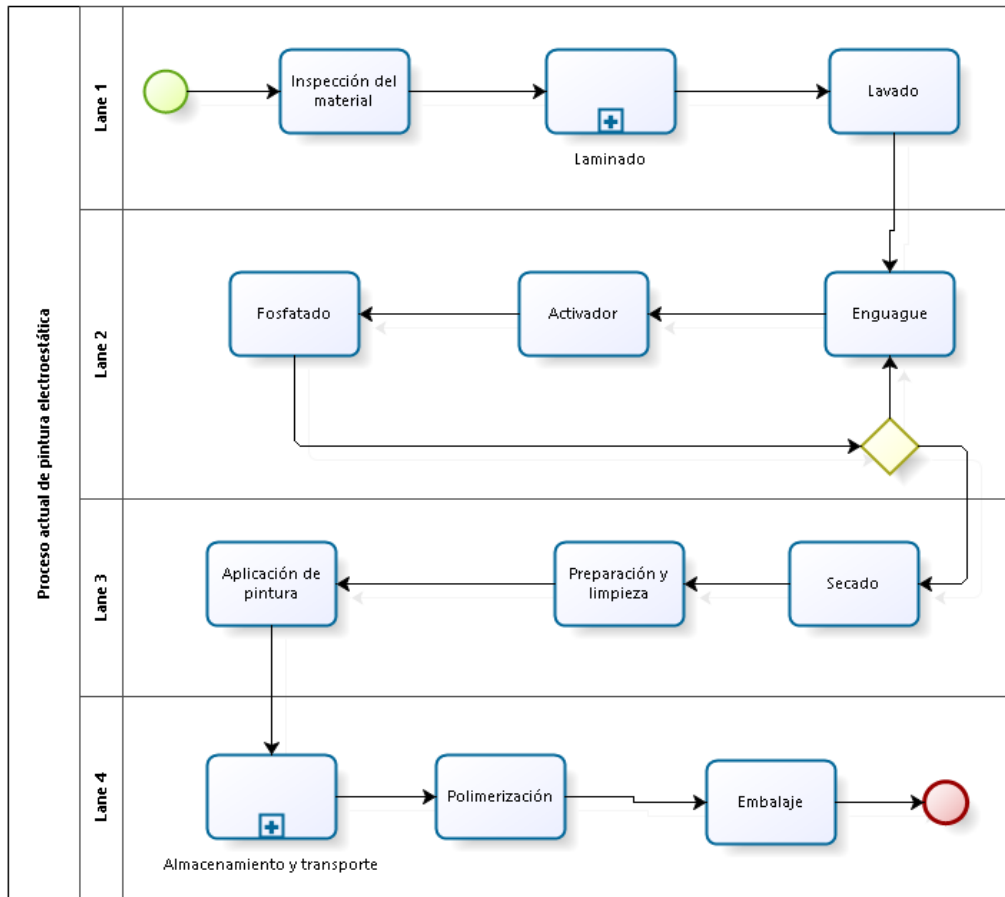 Proceso actual de pintura electroestática
Lane 1
Inspección del
material
Laminado
Lavado
Lane 2
Fosfatado
Activador
Enguague
Lane 3
Aplicación de
pintura
Preparación y
limpieza
Secado
Lane 4
Almacenamiento y transporte
Polimerización
Embalaje